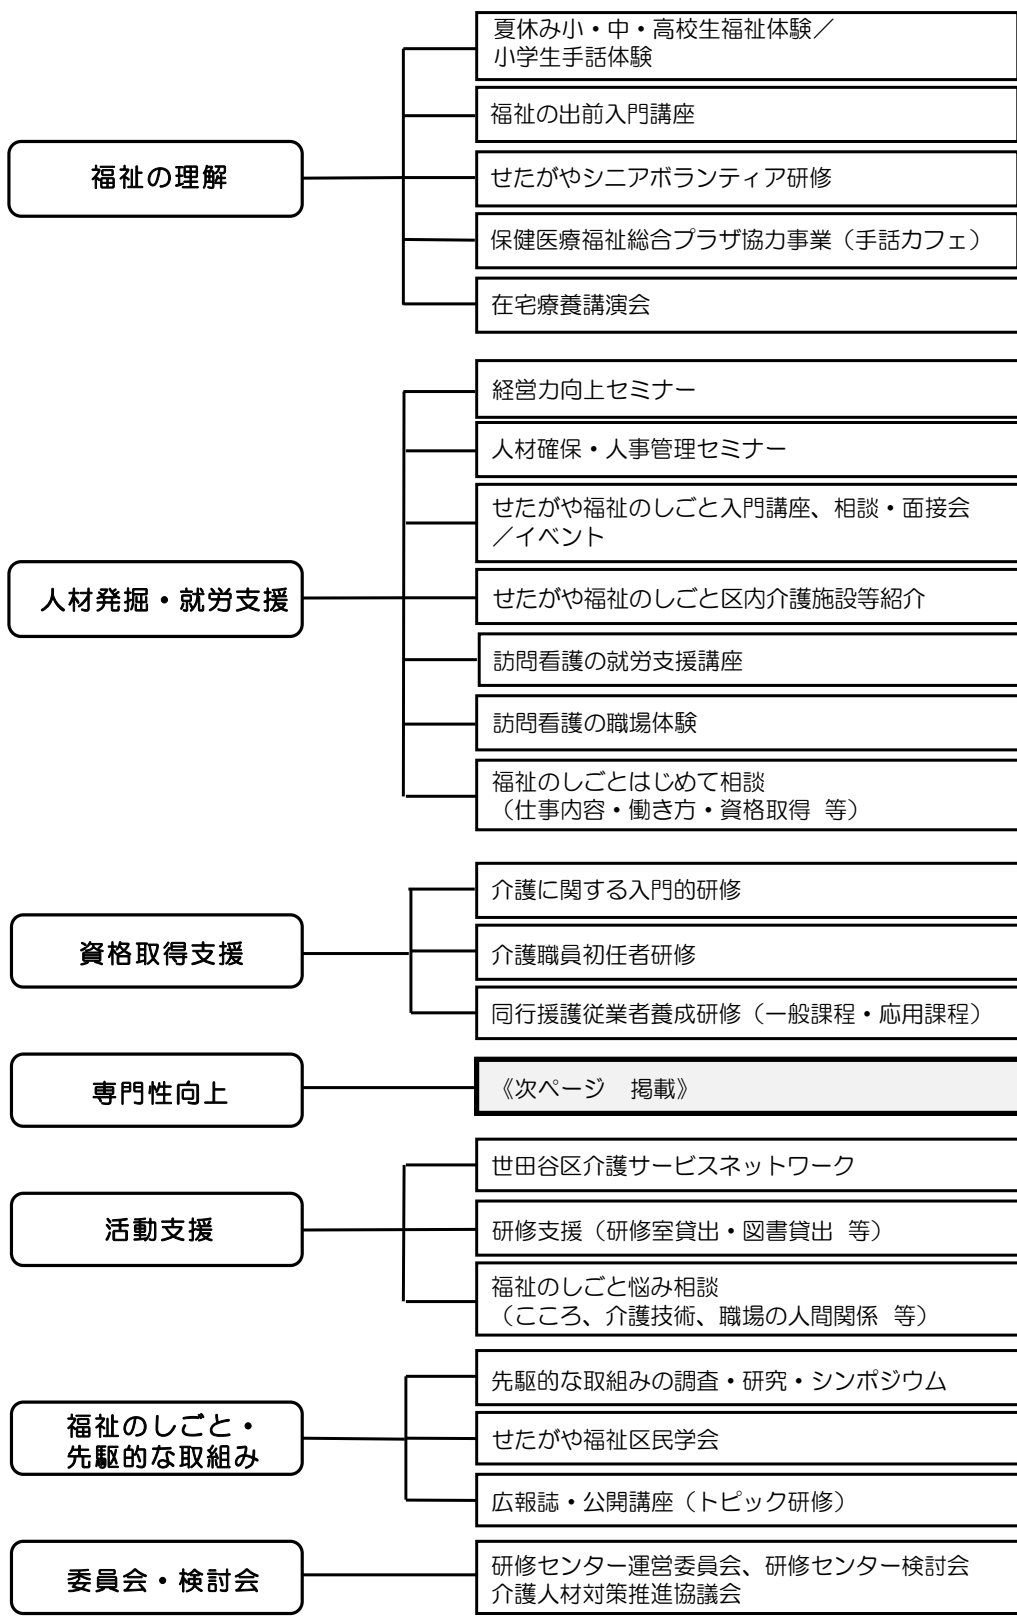 福祉の理解
夏休み小・中・高校生福祉体験／
小学生手話体験
福祉の出前入門講座
せたがやシニアボランティア研修
保健医療福祉総合プラザ協力事業（手話カフェ）
在宅療養講演会
人材発掘・就労支援
経営力向上セミナー
人材確保・人事管理セミナー
せたがや福祉のしごと入門講座、相談・面接会
／イベント
せたがや福祉のしごと区内介護施設等紹介
訪問看護の就労支援講座
訪問看護の職場体験
福祉のしごとはじめて相談
（仕事内容・働き方・資格取得 等）
資格取得支援
介護に関する入門的研修
介護職員初任者研修
同行援護従業者養成研修（一般課程・応用課程）
専門性向上
《次ページ　掲載》
活動支援
世田谷区介護サービスネットワーク
研修支援（研修室貸出・図書貸出 等）
福祉のしごと悩み相談
（こころ、介護技術、職場の人間関係 等）
福祉のしごと・
先駆的な取組み
先駆的な取組みの調査・研究・シンポジウム
せたがや福祉区民学会
広報誌・公開講座（トピック研修）
委員会・検討会
研修センター運営委員会、研修センター検討会
介護人材対策推進協議会